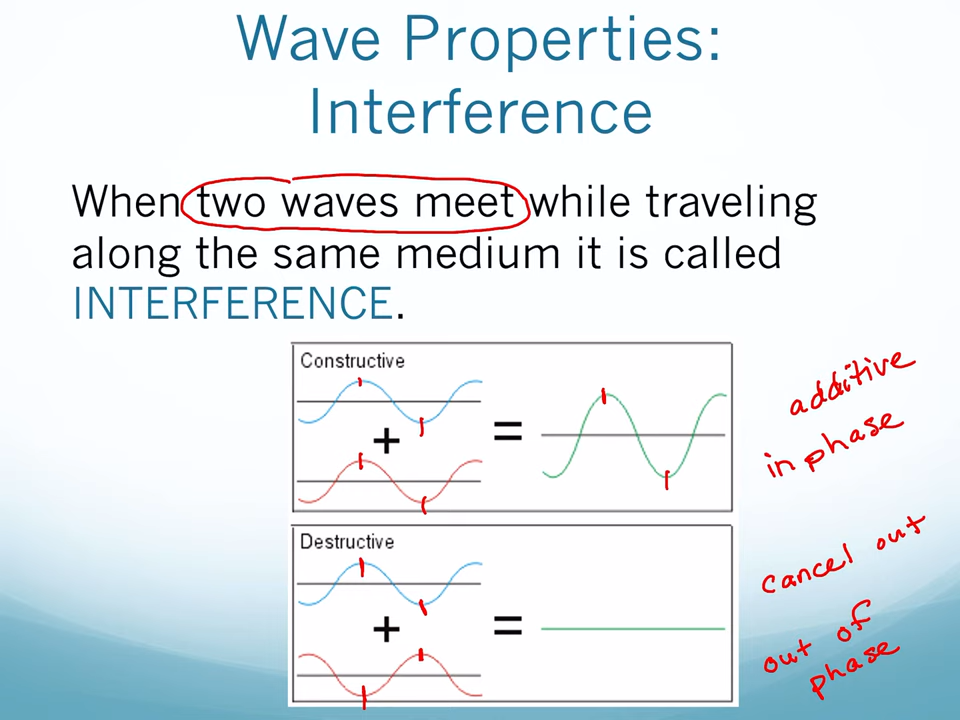 Wave Properties:
Interference
When two waves meet while traveling
along the same medium it is called
INTERFERENCE.
Constructive
+
=
additive
in phase
Destructive
+
=
cancel out
out of
phase